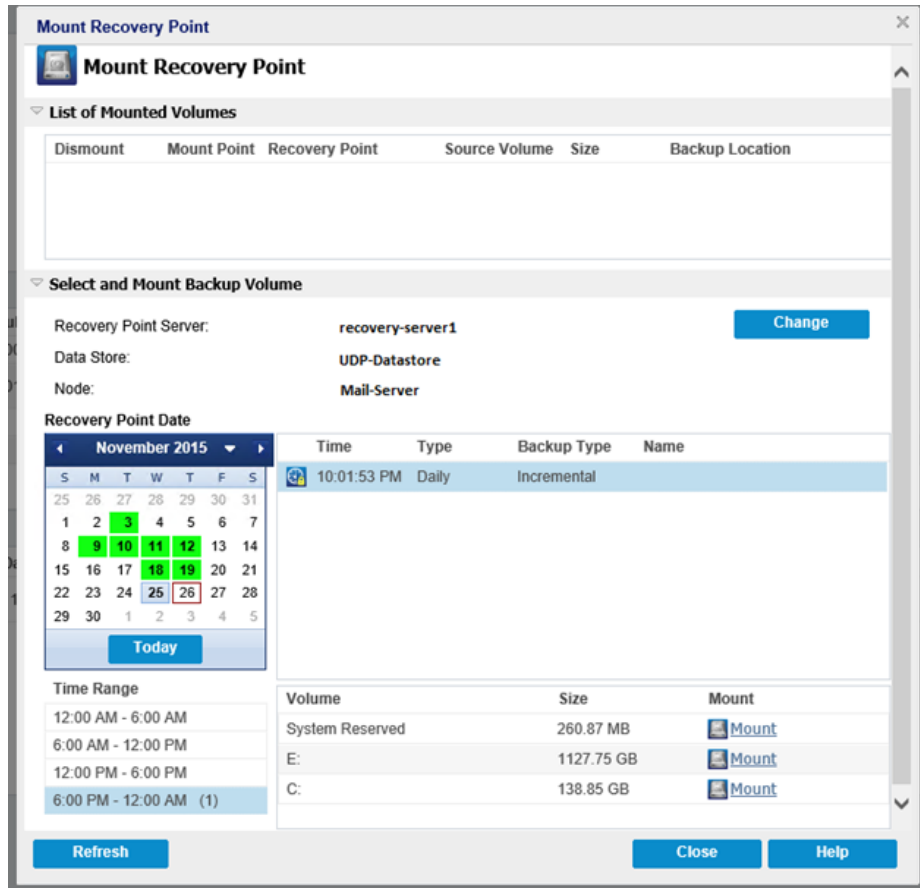 Mount Recovery Point
Mount Recovery Point
List of Mounted Volumes
Dismount Mount Point Recovery Point Source Volume Size Backup Location
Select and Mount Backup Volume
Recovery Point Server: recovery-server1 Change
Data Store: UDP-Datastore
Node: Mail-Server
Recovery Point Date
November 2015
S M T W T F S
25 26 27 28 29 30 31
1 2 3 4 5 6 7
8 9 10 11 12 13 14
15 16 17 18 19 20 21
22 23 24 25 26 27 28
29 30 1 2 3 4 5
Today
Time Type Backup Type Name
10:01:53 PM Daily Incremental
Time Range
12:00 AM - 6:00 AM
6:00 AM - 12:00 PM
12:00 PM - 6:00 PM
6:00 PM - 12:00 AM (1)
Volume Size Mount
System Reserved 260.87 MB Mount
E: 1127.75 GB Mount
C: 138.85 GB Mount
Refresh Close Help